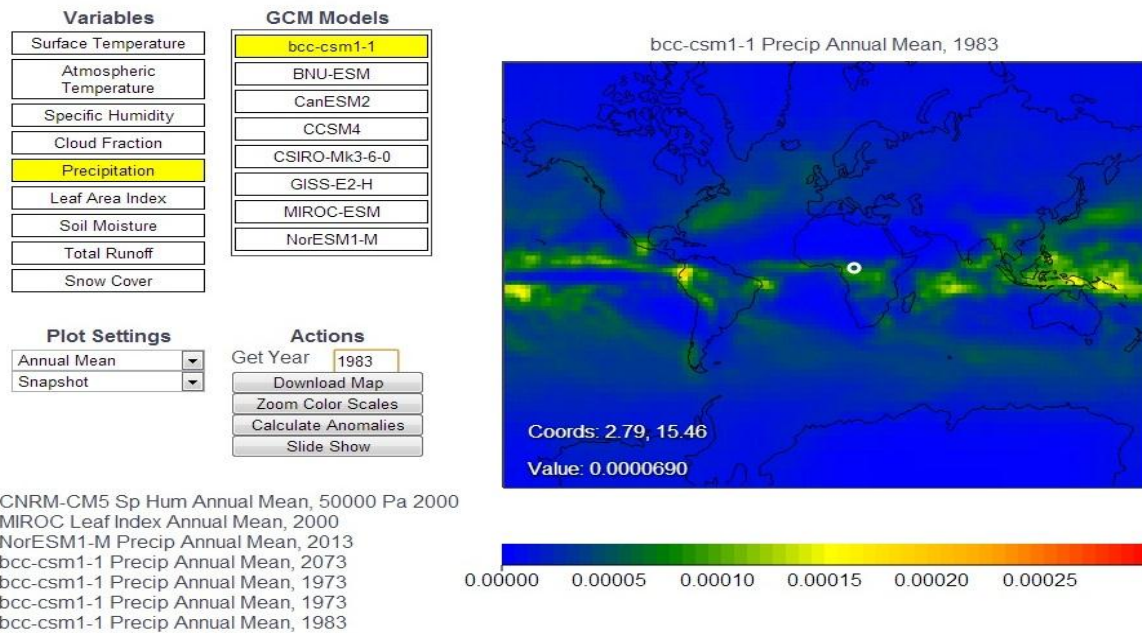 Variables
Surface Temperature
Atmospheric
Temperature
Specific Humidity
Cloud Fraction
Precipitation
Leaf Area Index
Soil Moisture
Total Runoff
Snow Cover
GCM Models
bcc-csm1-1
BNU-ESM
CanESM2
CCSM4
CSIRO-Mk3-6-0
GISS-E2-H
MIROC-ESM
NorESM1-M
Plot Settings
Annual Mean
Snapshot
Actions
Get Year 1983
Download Map
Zoom Color Scales
Calculate Anomalies
Slide Show
bcc-csm1-1 Precip Annual Mean, 1983
Coords: 2.79, 15.46
Value: 0.0000690
0.00000 0.00005 0.00010 0.00015 0.00020 0.00025
CNRM-CM5 Sp Hum Annual Mean, 50000 Pa 2000
MIROC Leaf Index Annual Mean, 2000
NorESM1-M Precip Annual Mean, 2013
bcc-csm1-1 Precip Annual Mean, 2073
bcc-csm1-1 Precip Annual Mean, 1973
bcc-csm1-1 Precip Annual Mean, 1973
bcc-csm1-1 Precip Annual Mean, 1983